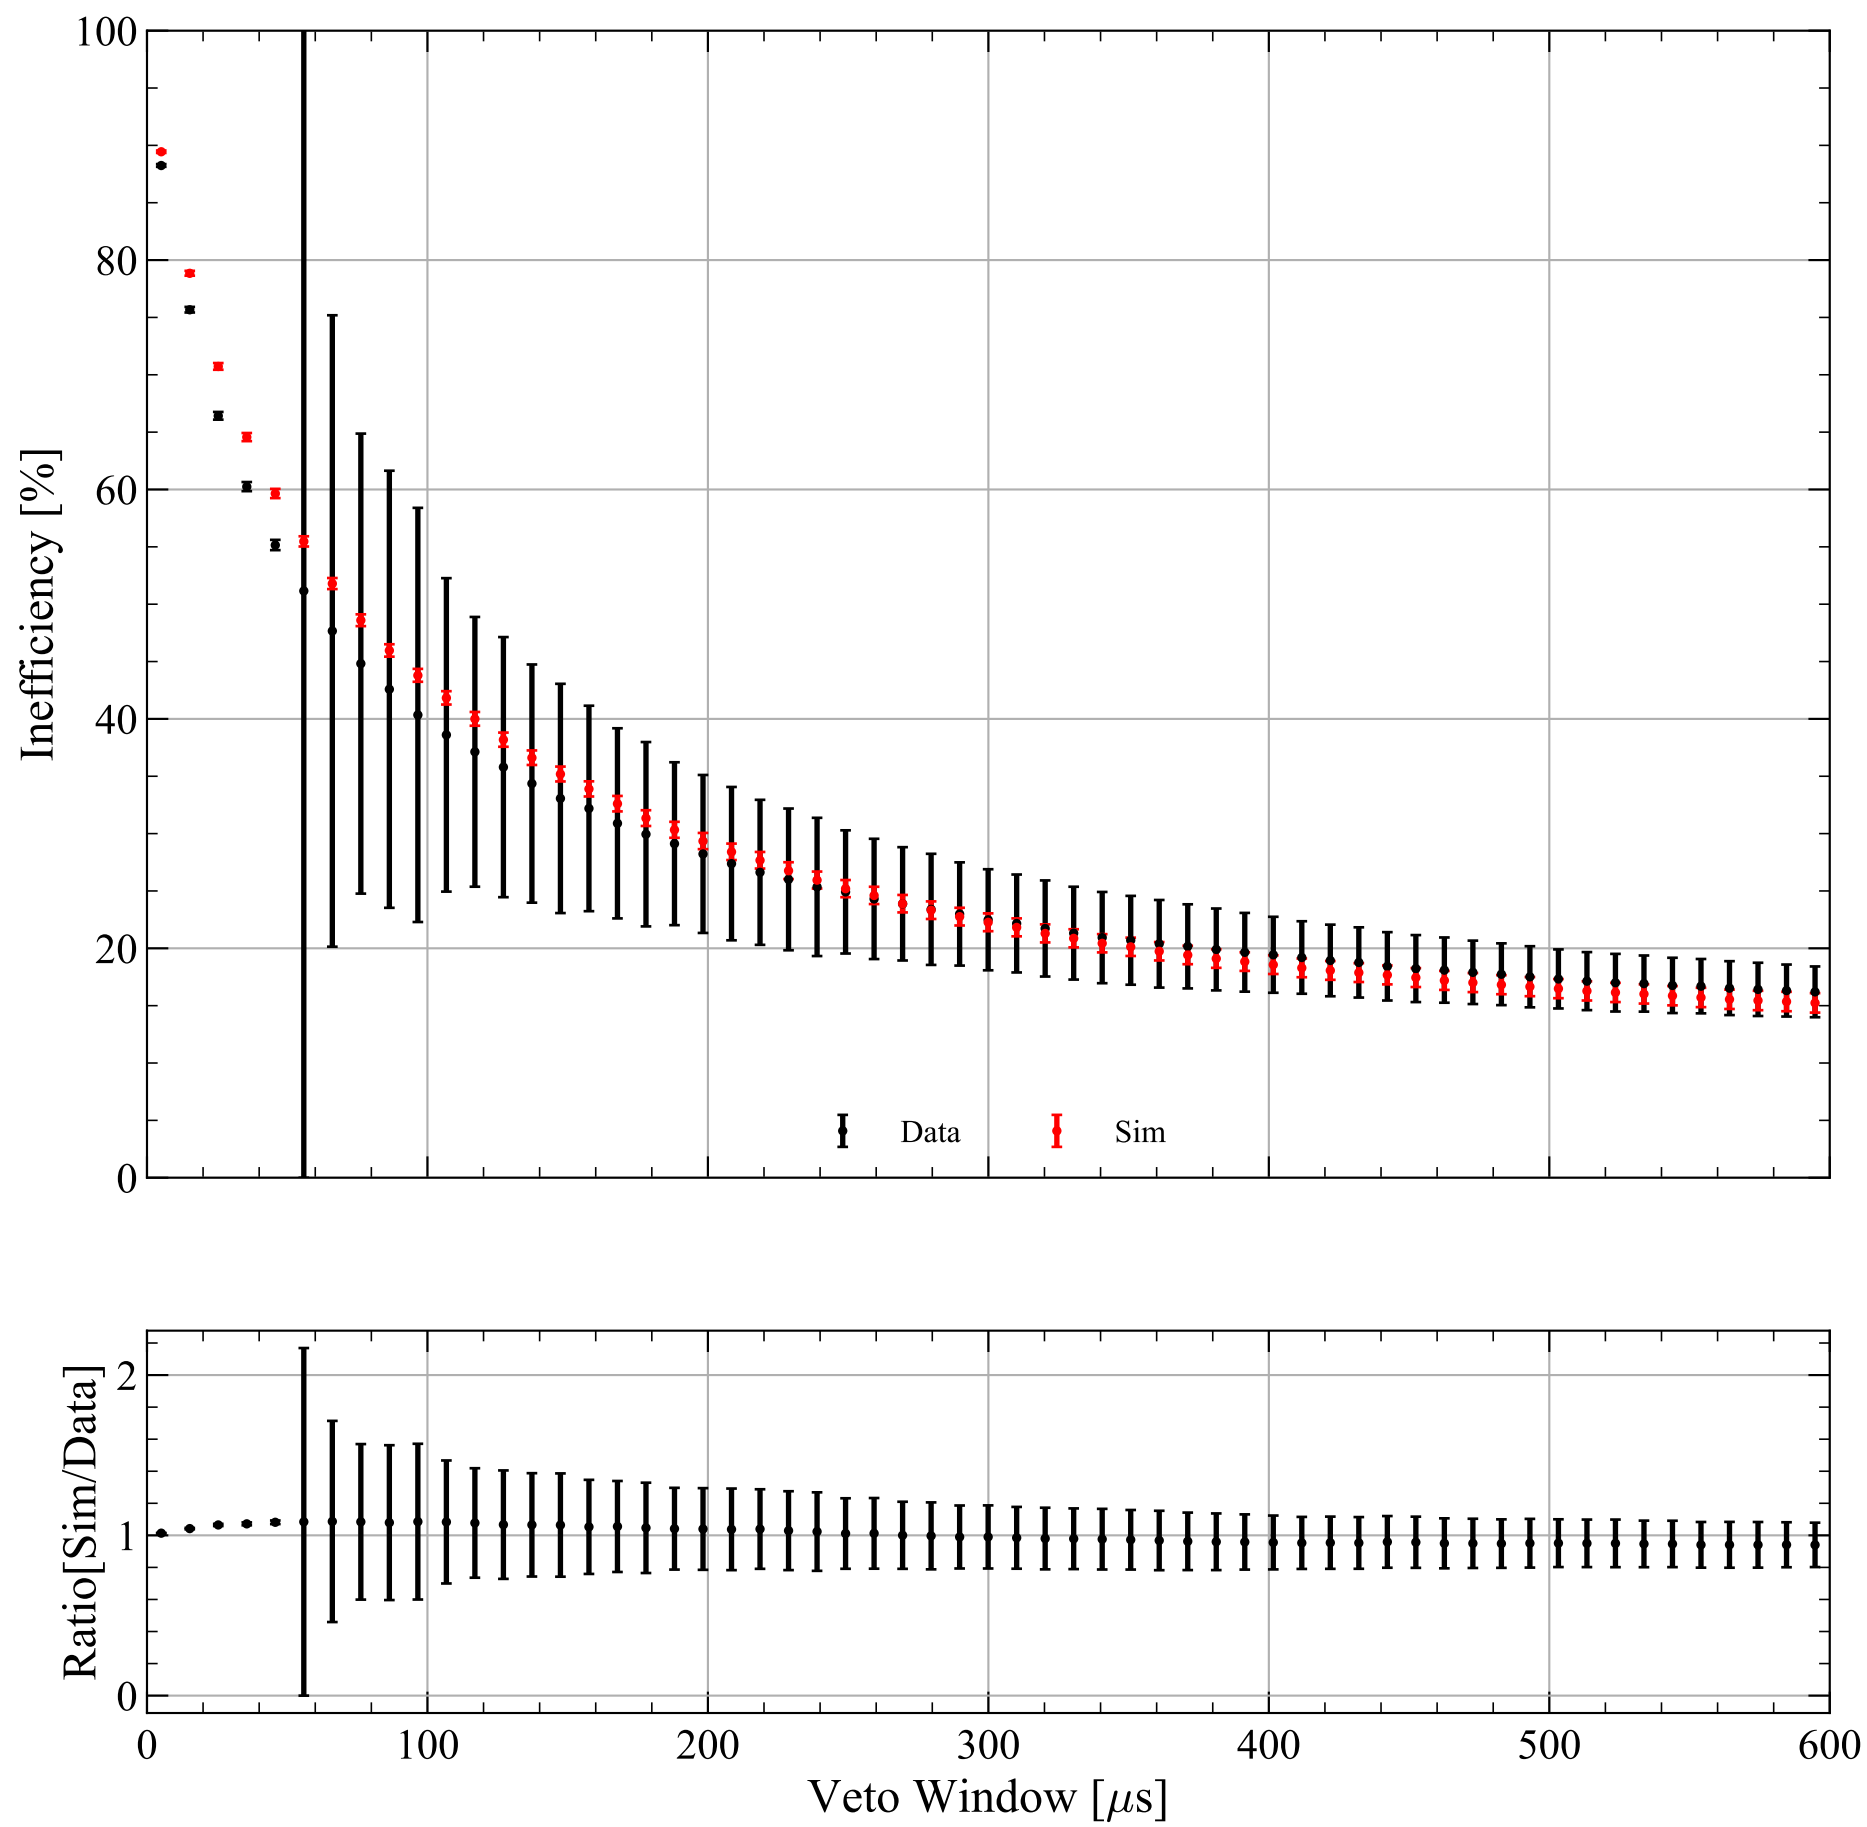 100
80
60
40
20
0
Inefficiency [%]
Data
Sim
2
1
0
Ratio[Sim/Data]
0 100 200 300 400 500 600
Veto Window [μs]